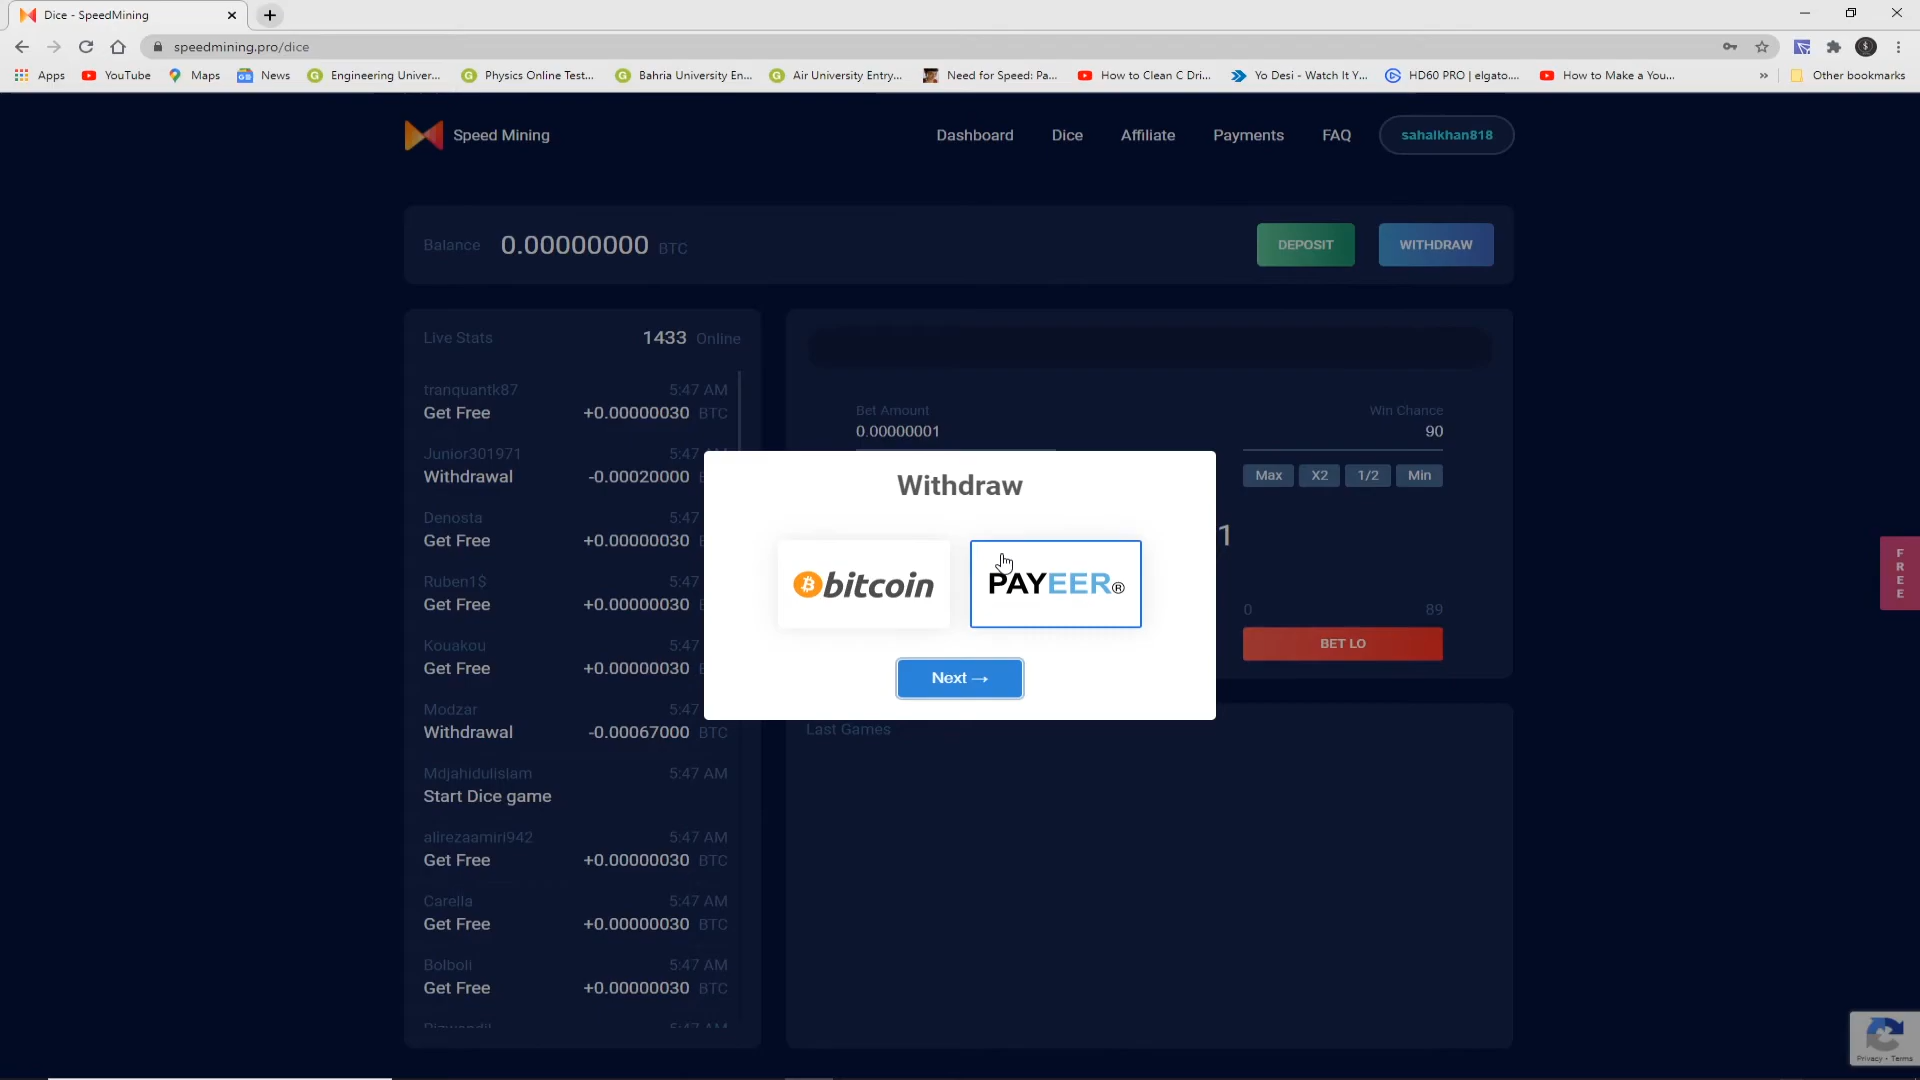 Dice - SpeedMining
speedmining.pro/dice
Apps YouTube Maps News Engineering Univer... Physics Online Test... Bahria University En... Air University Entry... Need for Speed: Pa... How to Clean C Dri... Yo Desi - Watch It Y... HD60 PRO | elgato.... How to Make a You... » Other bookmarks
Speed Mining Dashboard Dice Affiliate Payments FAQ sahalkhan818
Balance 0.00000000 BTC DEPOSIT WITHDRAW
Live Stats 1433 Online
tranquantk87 5:47 AM
Get Free +0.00000030 BTC
Junior301971 5:47
Withdrawal -0.00020000
Denosta 5:47
Get Free +0.00000030
Ruben1$ 5:47
Get Free +0.00000030
Kouakou 5:47
Get Free +0.00000030
Modzar 5:47
Withdrawal -0.00067000 BTC
Mdjahidulislam 5:47 AM
Start Dice game
alirezaamiri942 5:47 AM
Get Free +0.00000030 BTC
Carella 5:47 AM
Get Free +0.00000030 BTC
Bolboli 5:47 AM
Get Free +0.00000030 BTC
Bet Amount Win Chance
0.00000001 90
Max X2 1/2 Min
1
0 89
BET LO
Withdraw
bitcoin PAYEER®
Next →
Last Games
FREE
Privacy - Terms